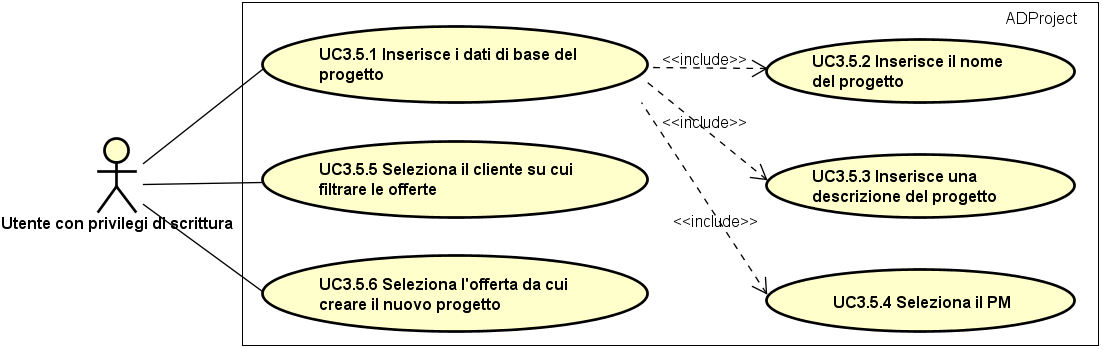 ADProject
UC3.5.1 Inserisce i dati di base del
progetto
<<include>>
UC3.5.2 Inserisce il nome
del progetto
<<include>>
UC3.5.5 Seleziona il cliente su cui
filtrare le offerte
UC3.5.3 Inserisce una
descrizione del progetto
Utente con privilegi di scrittura
<<include>>
UC3.5.6 Seleziona l'offerta da cui
creare il nuovo progetto
UC3.5.4 Seleziona il PM